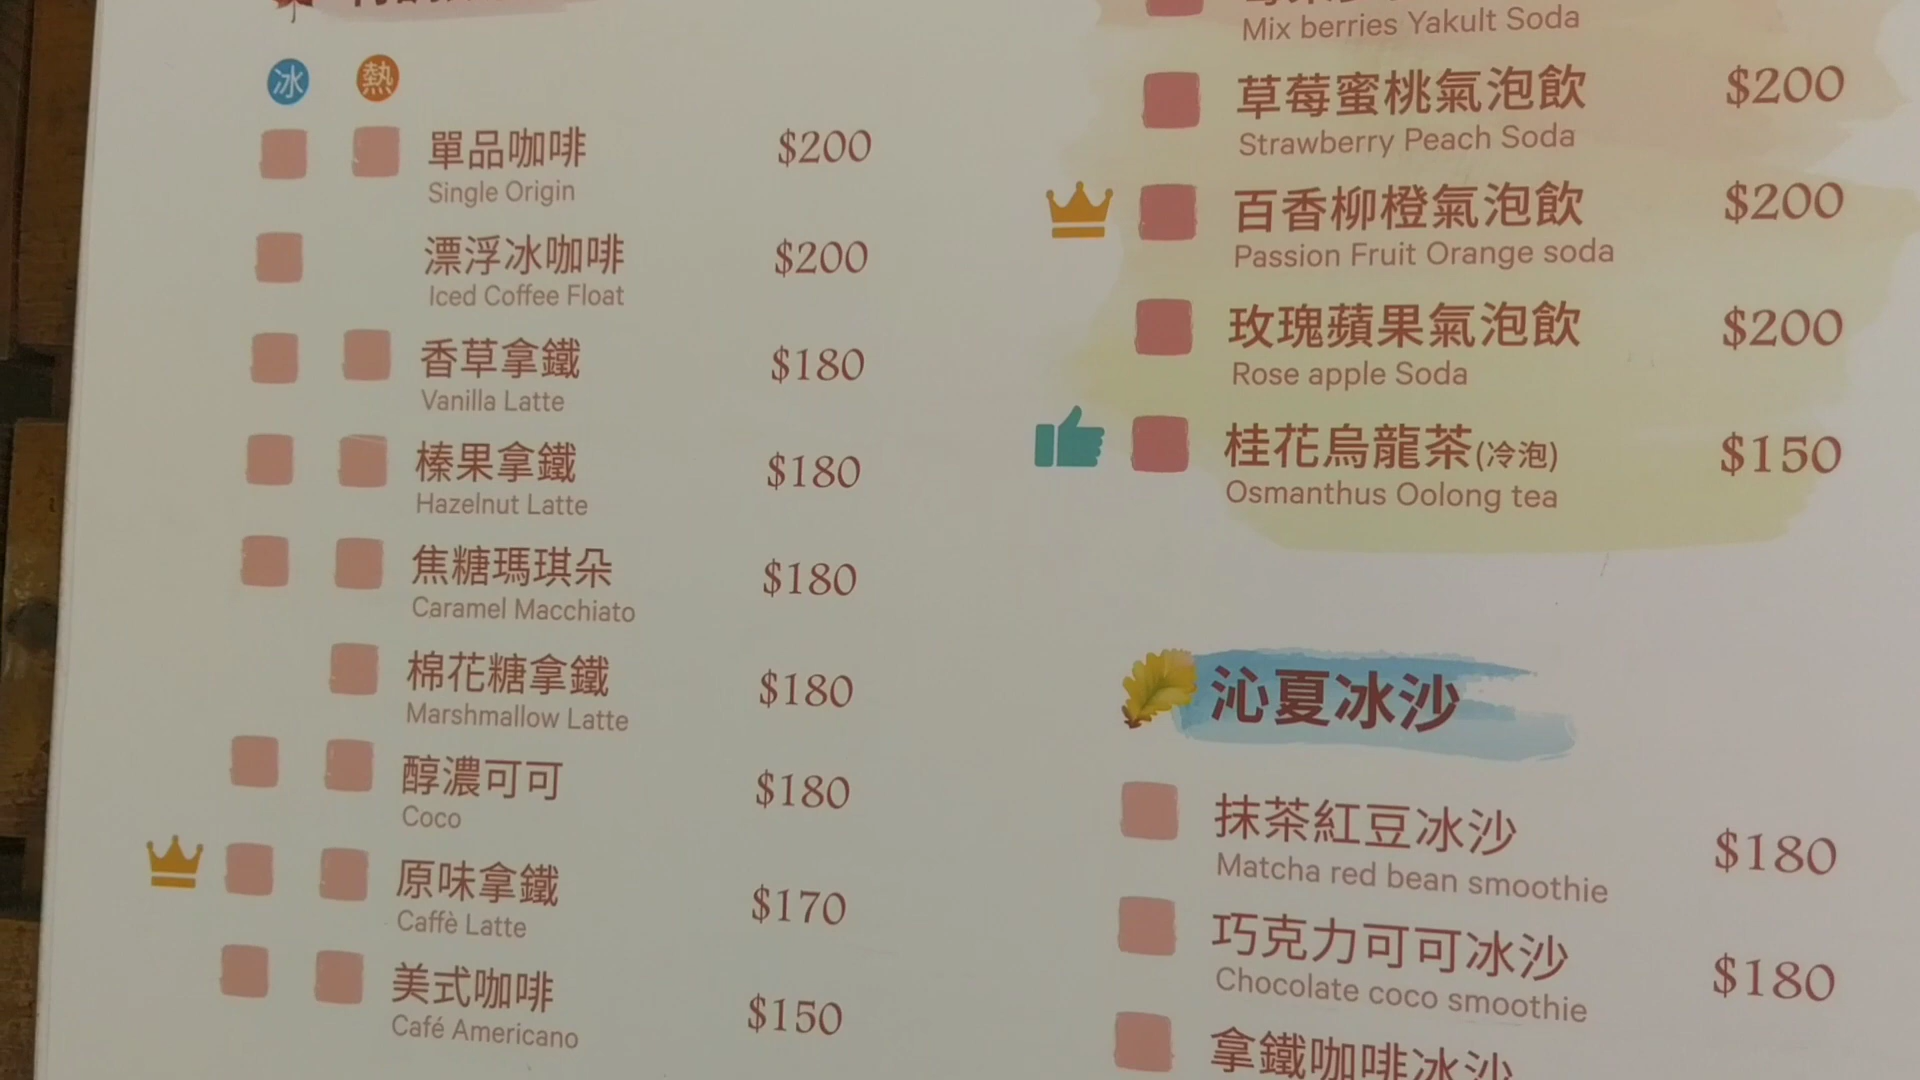 冰 熱
單品咖啡 $200
Single Origin
漂浮冰咖啡 $200
Iced Coffee Float
香草拿鐵 $180
Vanilla Latte
榛果拿鐵 $180
Hazelnut Latte
焦糖瑪琪朵 $180
Caramel Macchiato
棉花糖拿鐵 $180
Marshmallow Latte
醇濃可可 $180
Coco
原味拿鐵 $170
Caffè Latte
美式咖啡 $150
Café Americano
Mix berries Yakult Soda
草莓蜜桃氣泡飲 $200
Strawberry Peach Soda
百香柳橙氣泡飲 $200
Passion Fruit Orange soda
玫瑰蘋果氣泡飲 $200
Rose apple Soda
桂花烏龍茶(冷泡) $150
Osmanthus Oolong tea
沁夏冰沙
抹茶紅豆冰沙 $180
Matcha red bean smoothie
巧克力可可冰沙 $180
Chocolate coco smoothie
拿鐵咖啡冰沙